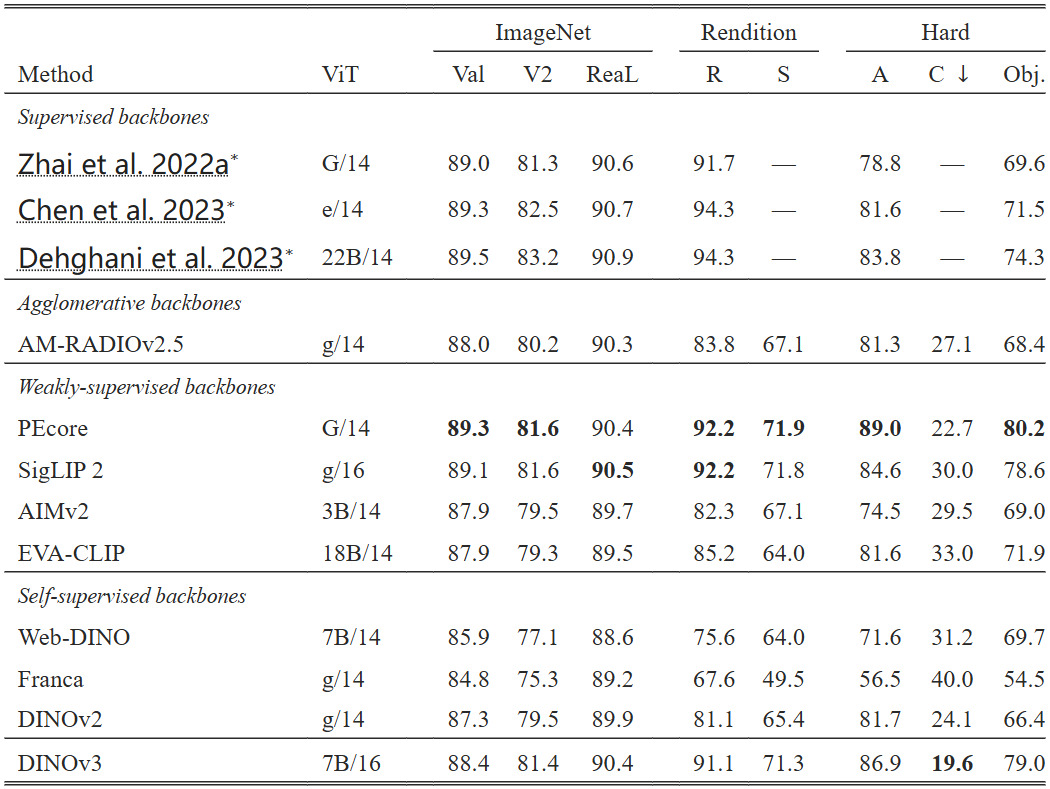 ImageNet Rendition Hard
Method ViT Val V2 ReaL R S A C ↓ Obj.
Supervised backbones
Zhai et al. 2022a* G/14 89.0 81.3 90.6 91.7 — 78.8 — 69.6
Chen et al. 2023* e/14 89.3 82.5 90.7 94.3 — 81.6 — 71.5
Dehghani et al. 2023* 22B/14 89.5 83.2 90.9 94.3 — 83.8 — 74.3
Agglomerative backbones
AM-RADIOv2.5 g/14 88.0 80.2 90.3 83.8 67.1 81.3 27.1 68.4
Weakly-supervised backbones
PEcore G/14 89.3 81.6 90.4 92.2 71.9 89.0 22.7 80.2
SigLIP 2 g/16 89.1 81.6 90.5 92.2 71.8 84.6 30.0 78.6
AIMv2 3B/14 87.9 79.5 89.7 82.3 67.1 74.5 29.5 69.0
EVA-CLIP 18B/14 87.9 79.3 89.5 85.2 64.0 81.6 33.0 71.9
Self-supervised backbones
Web-DINO 7B/14 85.9 77.1 88.6 75.6 64.0 71.6 31.2 69.7
Franca g/14 84.8 75.3 89.2 67.6 49.5 56.5 40.0 54.5
DINOv2 g/14 87.3 79.5 89.9 81.1 65.4 81.7 24.1 66.4
DINOv3 7B/16 88.4 81.4 90.4 91.1 71.3 86.9 19.6 79.0